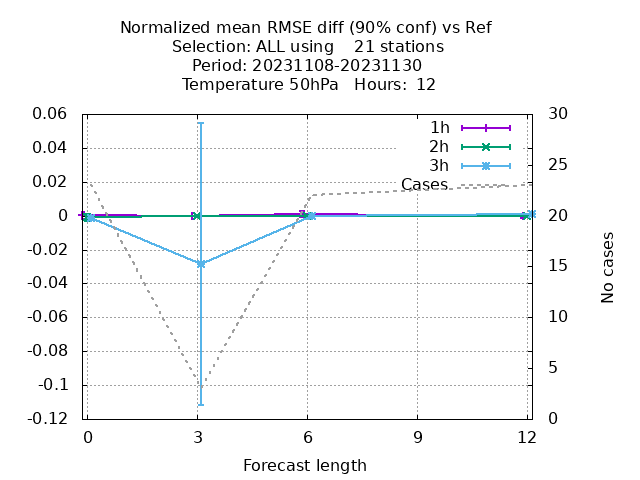 Normalized mean RMSE diff (90% conf) vs Ref
Selection: ALL using    21 stations
Period: 20231108-20231130
Temperature 50hPa   Hours:  12
0.06
0.04
0.02
0
-0.02
-0.04
-0.06
-0.08
-0.1
-0.12
30
25
20
15
10
5
0
1h
2h
3h
Cases
No cases
0
3
6
9
12
Forecast length